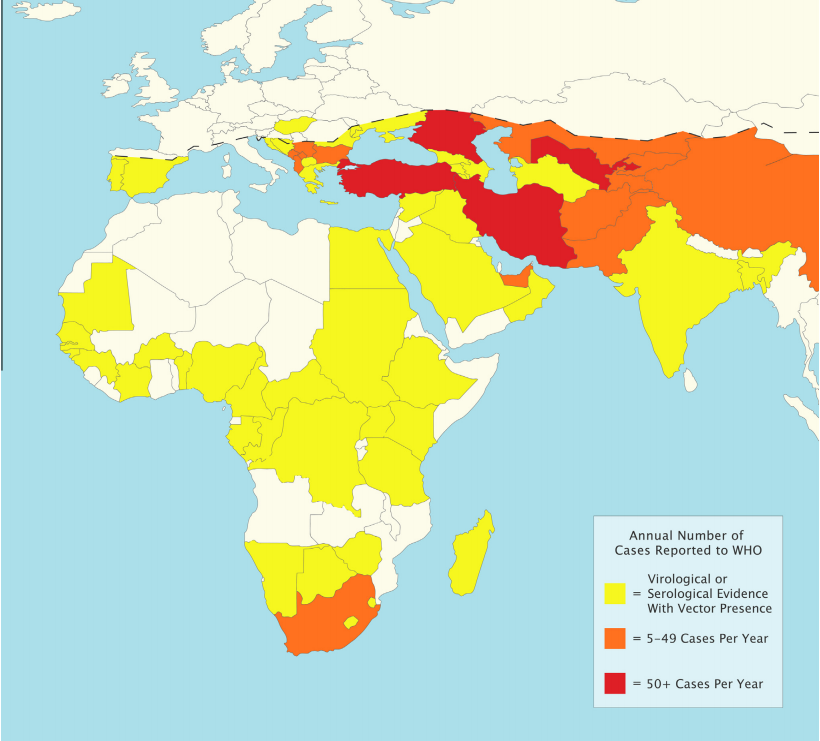 Annual Number of
Cases Reported to WHO
Virological or
= Serological Evidence
With Vector Presence
= 5-49 Cases Per Year
= 50+ Cases Per Year